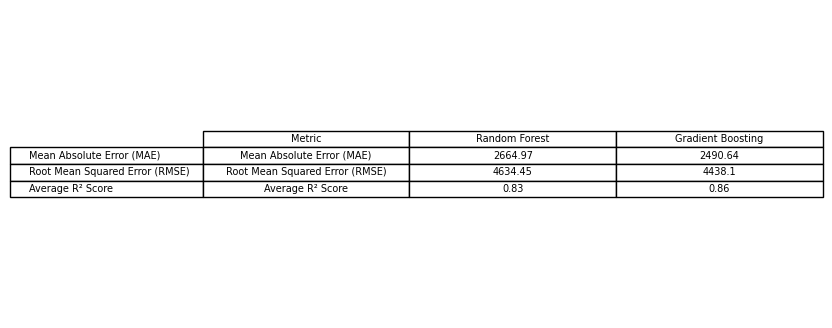 Metric Random Forest Gradient Boosting
Mean Absolute Error (MAE) Mean Absolute Error (MAE) 2664.97 2490.64
Root Mean Squared Error (RMSE) Root Mean Squared Error (RMSE) 4634.45 4438.1
Average R² Score Average R² Score 0.83 0.86